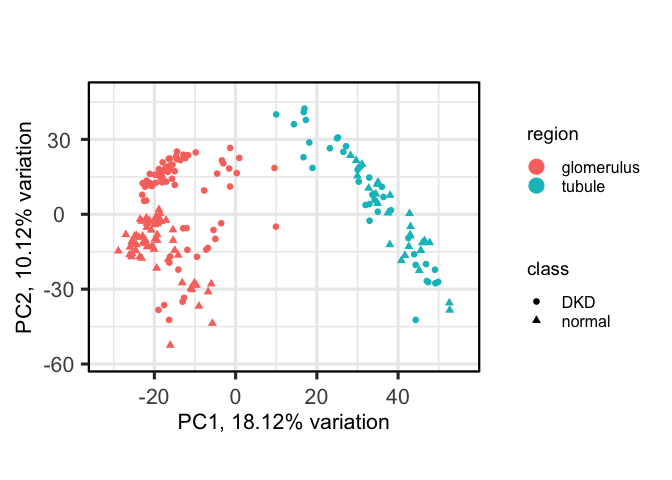 30
0
-30
-60
PC2, 10.12% variation
-20
0
20
40
PC1, 18.12% variation
region
glomerulus
tubule
class
DKD
normal